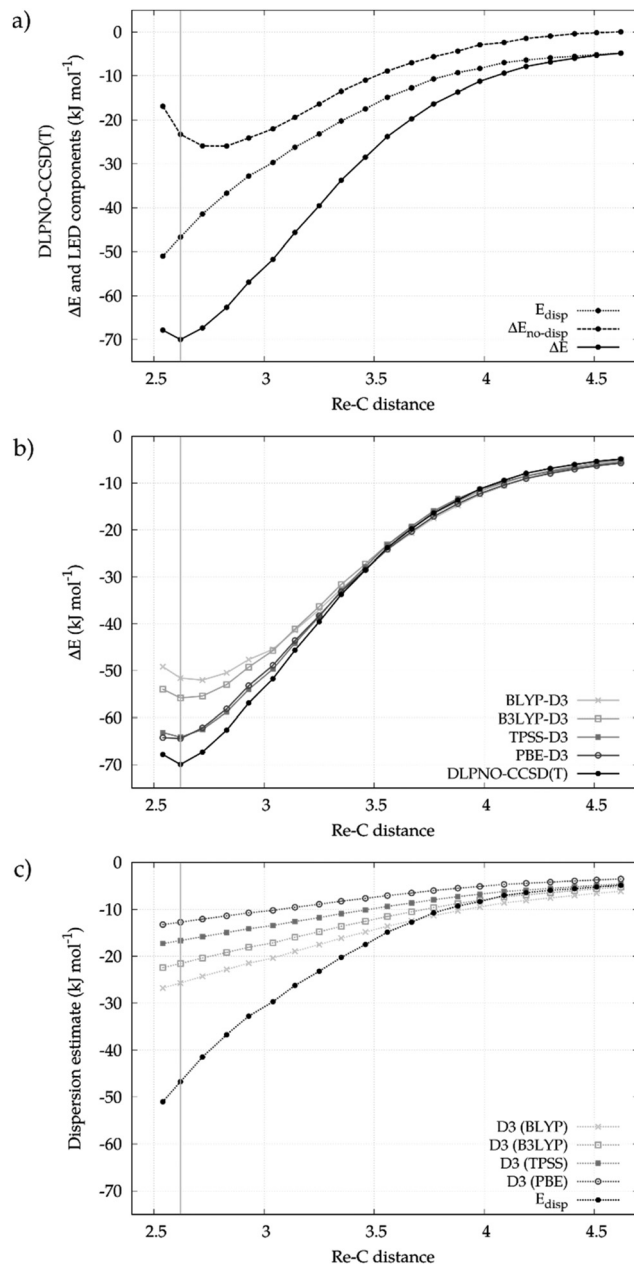 a)
0
-10
-20
-30
-40
-50
-60
-70
DLPNO-CCSD(T)
ΔE and LED components (kJ mol⁻¹)
E_disp
ΔE_no-disp
ΔE
2.5 3 3.5 4 4.5
Re-C distance
b)
0
-10
-20
-30
-40
-50
-60
-70
ΔE (kJ mol⁻¹)
BLYP-D3
B3LYP-D3
TPSS-D3
PBE-D3
DLPNO-CCSD(T)
2.5 3 3.5 4 4.5
Re-C distance
c)
0
-10
-20
-30
-40
-50
-60
-70
Dispersion estimate (kJ mol⁻¹)
D3 (BLYP)
D3 (B3LYP)
D3 (TPSS)
D3 (PBE)
E_disp
2.5 3 3.5 4 4.5
Re-C distance